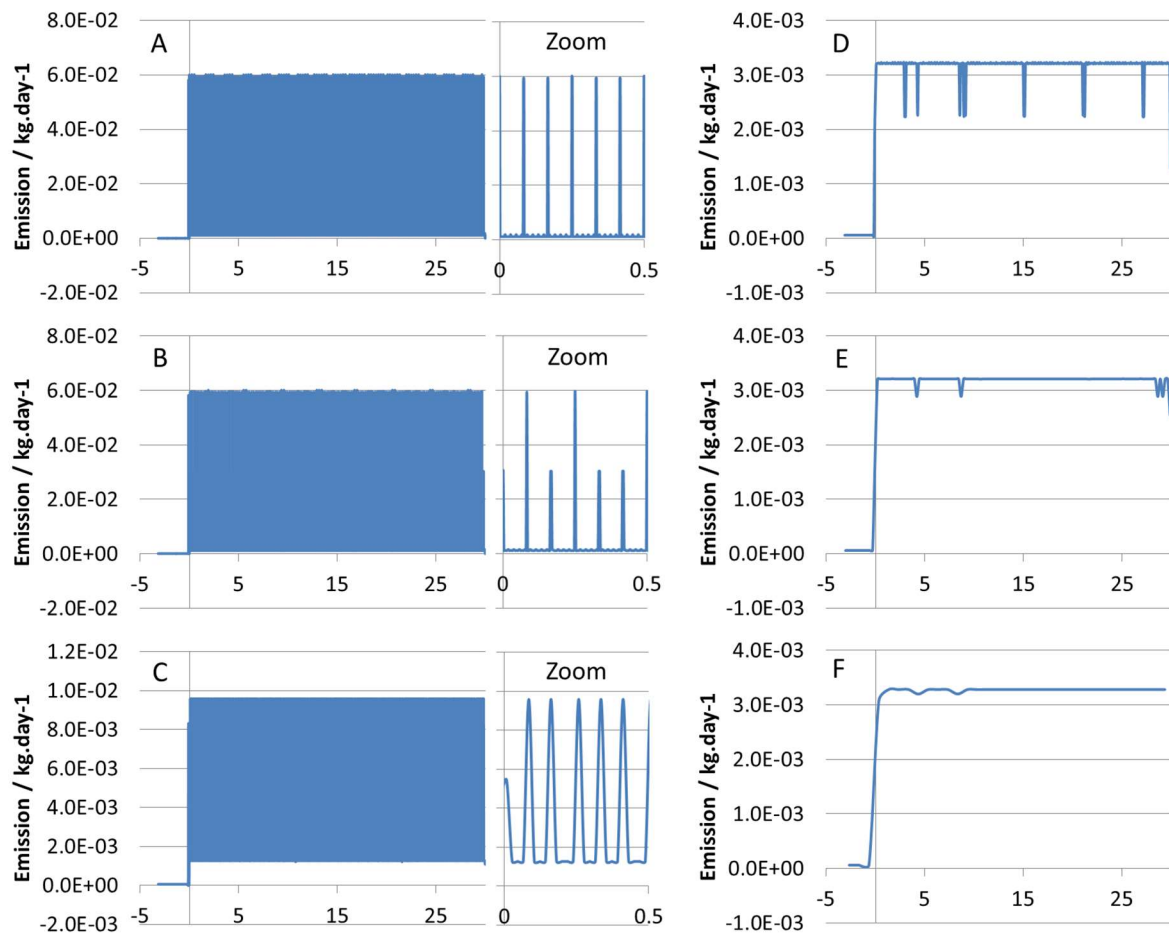 A
Emission / kg.day-1
8.0E-02
6.0E-02
4.0E-02
2.0E-02
0.0E+00
-2.0E-02
-5 5 15 25
Zoom
0 0.5
D
Emission / kg.day-1
4.0E-03
3.0E-03
2.0E-03
1.0E-03
0.0E+00
-1.0E-03
-5 5 15 25
B
Emission / kg.day-1
8.0E-02
6.0E-02
4.0E-02
2.0E-02
0.0E+00
-2.0E-02
-5 5 15 25
Zoom
0 0.5
E
Emission / kg.day-1
4.0E-03
3.0E-03
2.0E-03
1.0E-03
0.0E+00
-1.0E-03
-5 5 15 25
C
Emission / kg.day-1
1.2E-02
1.0E-02
8.0E-03
6.0E-03
4.0E-03
2.0E-03
0.0E+00
-2.0E-03
-5 5 15 25
Zoom
0 0.5
F
Emission / kg.day-1
4.0E-03
3.0E-03
2.0E-03
1.0E-03
0.0E+00
-1.0E-03
-5 5 15 25